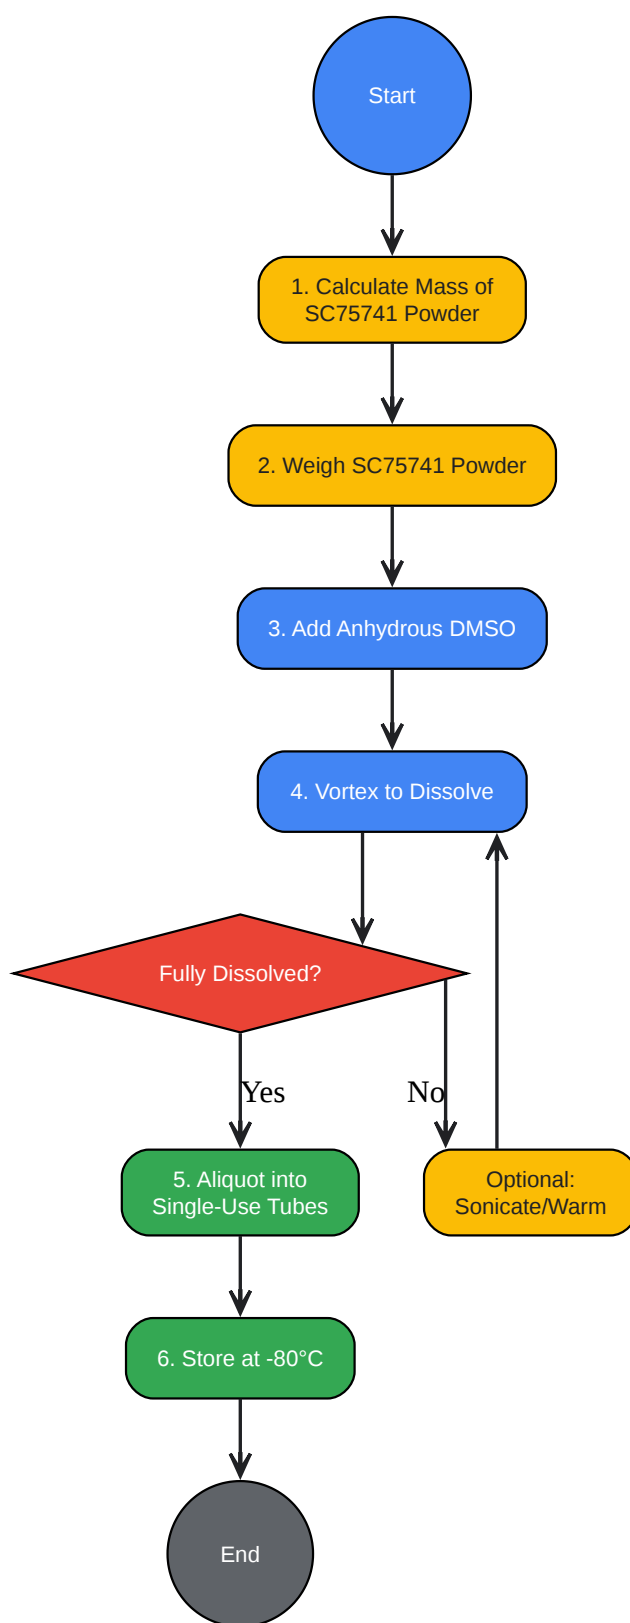 Start
1. Calculate Mass of
SC75741 Powder
2. Weigh SC75741 Powder
3. Add Anhydrous DMSO
4. Vortex to Dissolve
Fully Dissolved?
Yes
No
5. Aliquot into
Single-Use Tubes
Optional:
Sonicate/Warm
6. Store at -80°C
End